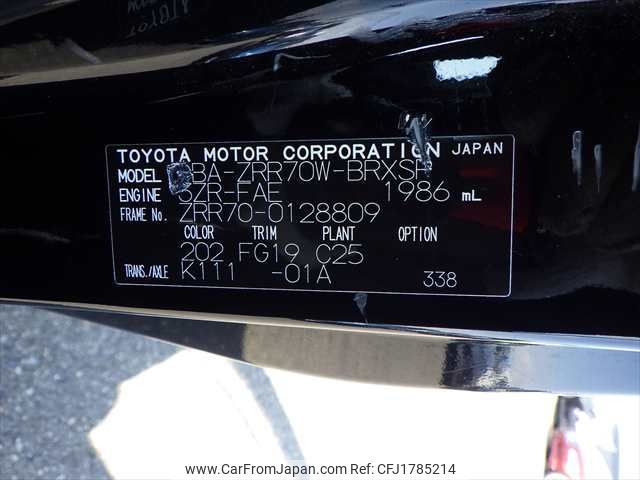 TOYOTA MOTOR CORPORATION JAPAN
MODEL DBA-ZRR70W-BRXSP
ENGINE 3ZR-FAE 1986 mL
FRAME No. ZRR70-0128809
COLOR TRIM PLANT OPTION
202 FG19 C25
TRANS./AXLE K111 -01A 338
© www.CarFromJapan.com ID: CFJ1785214